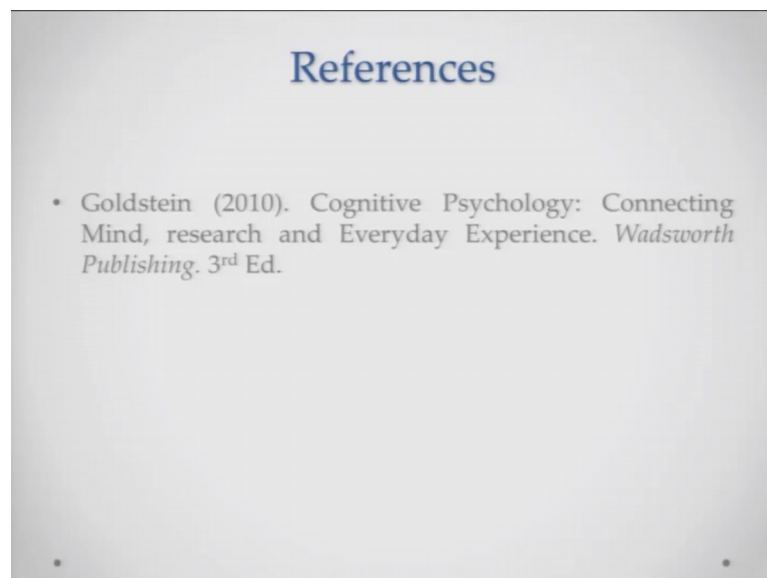 References
• Goldstein (2010). Cognitive Psychology: Connecting
Mind, research and Everyday Experience. Wadsworth
Publishing. 3rd Ed.